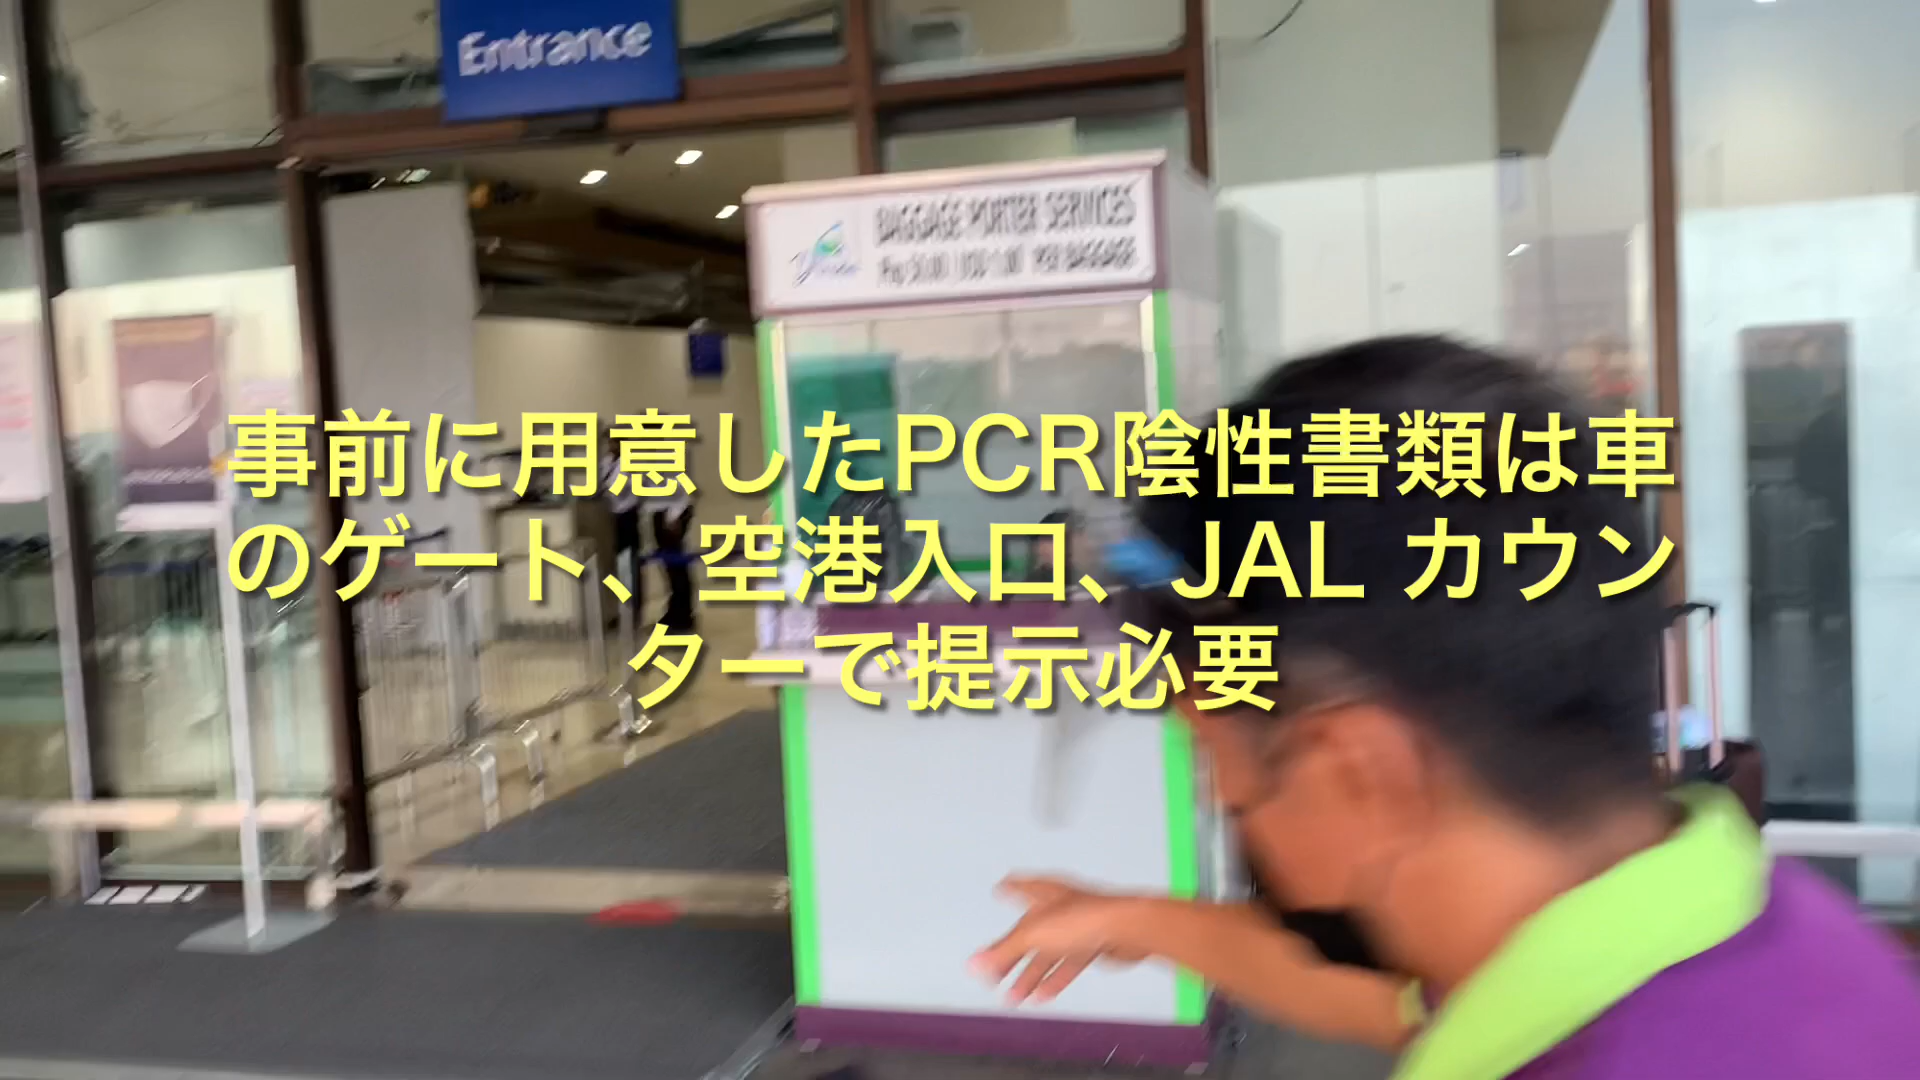 Entrance
BAGGAGE PORTER SERVICES
PER BAGGAGE
事前に用意したPCR陰性書類は車
のゲート、空港入口、JAL カウン
ターで提示必要